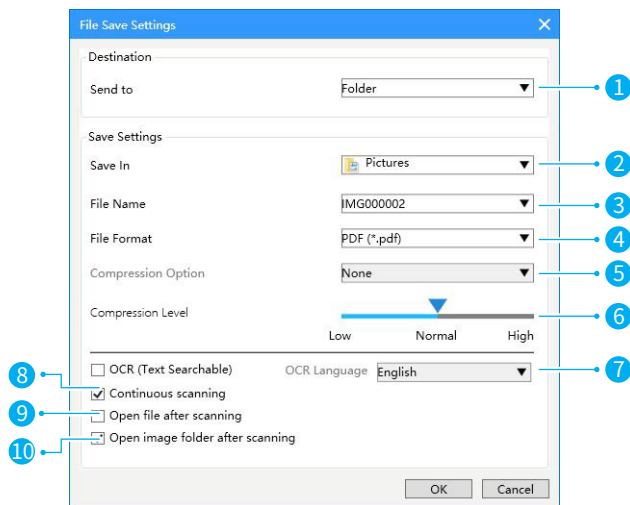 File Save Settings
Destination
Send to Folder 1
Save Settings
Save In Pictures 2
File Name IMG000002 3
File Format PDF (*.pdf) 4
Compression Option None 5
Compression Level 6
Low Normal High
OCR (Text Searchable) OCR Language English 7
8 Continuous scanning
9 Open file after scanning
10 Open image folder after scanning
OK Cancel